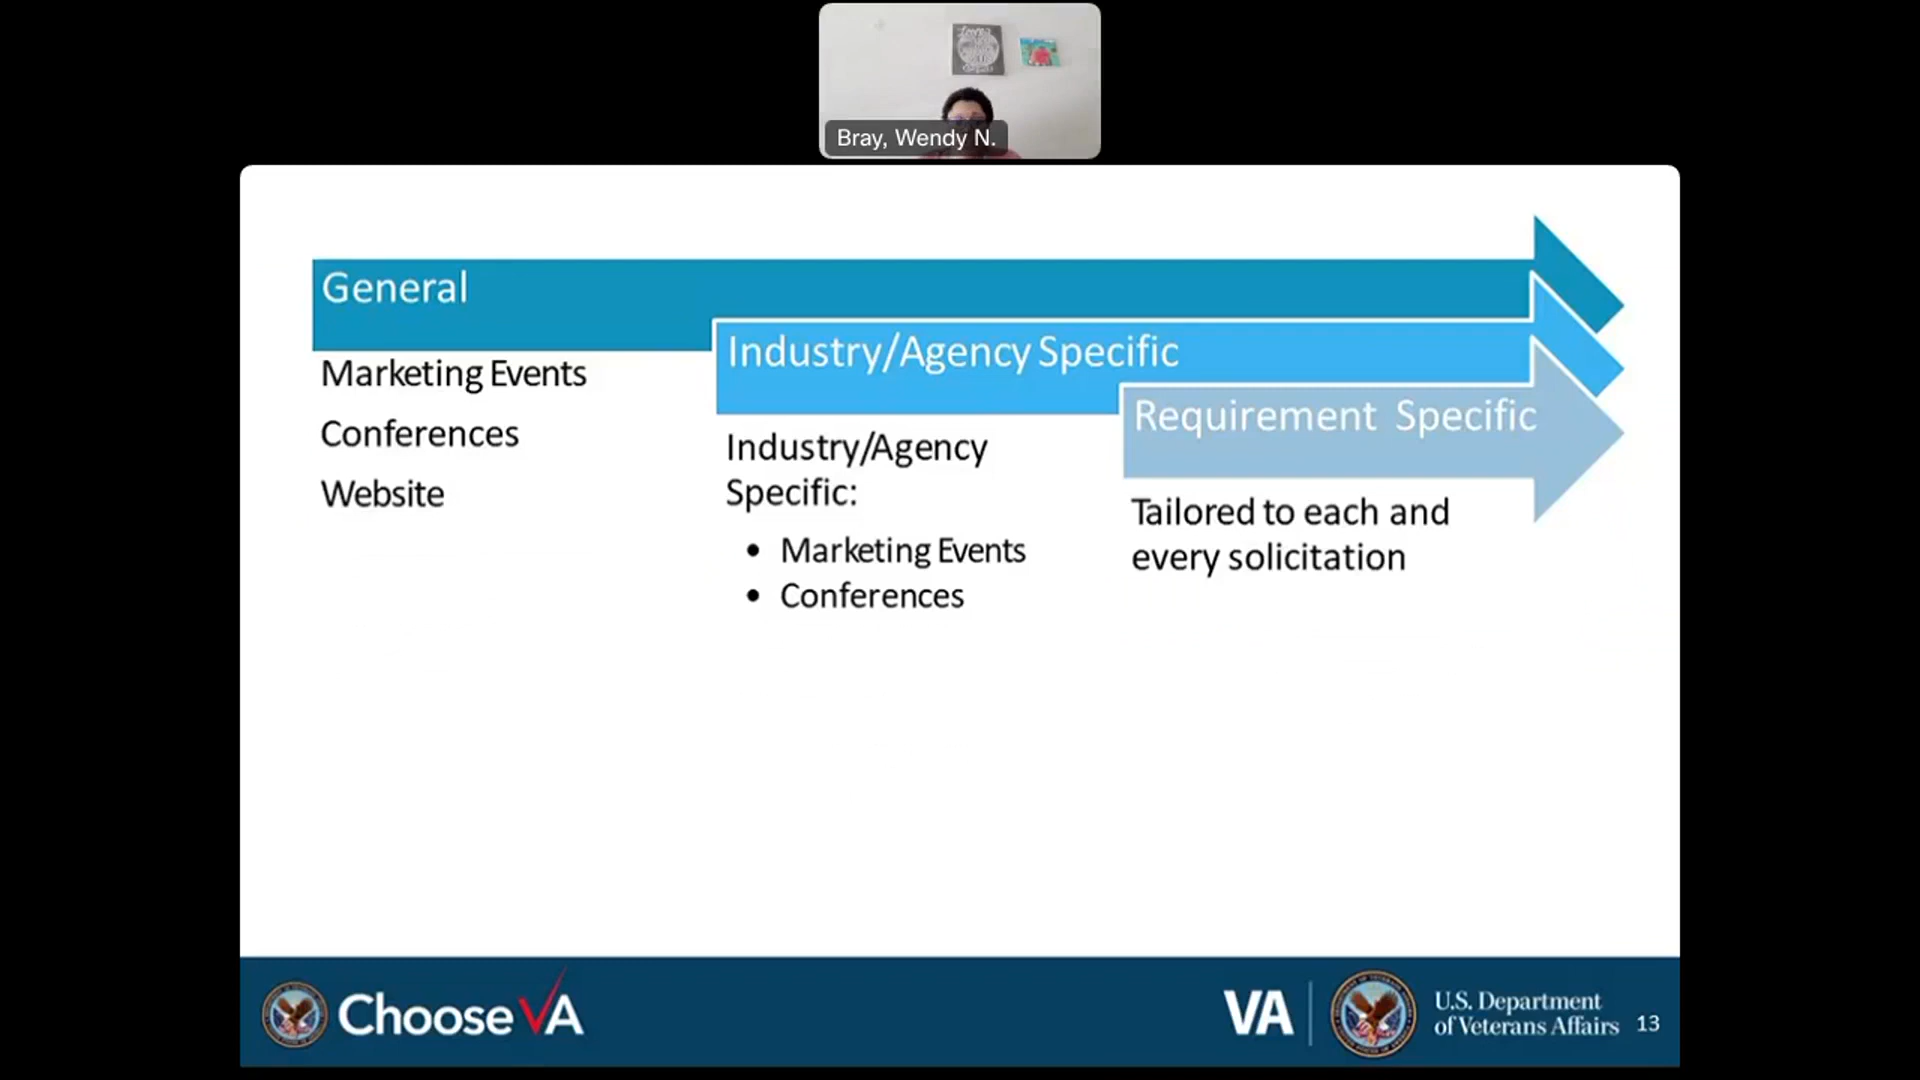 Bray, Wendy N.
General
Marketing Events
Conferences
Website
Industry/Agency Specific
Industry/Agency
Specific:
• Marketing Events
• Conferences
Requirement Specific
Tailored to each and
every solicitation
Choose VA
VA
U.S. Department
of Veterans Affairs
13